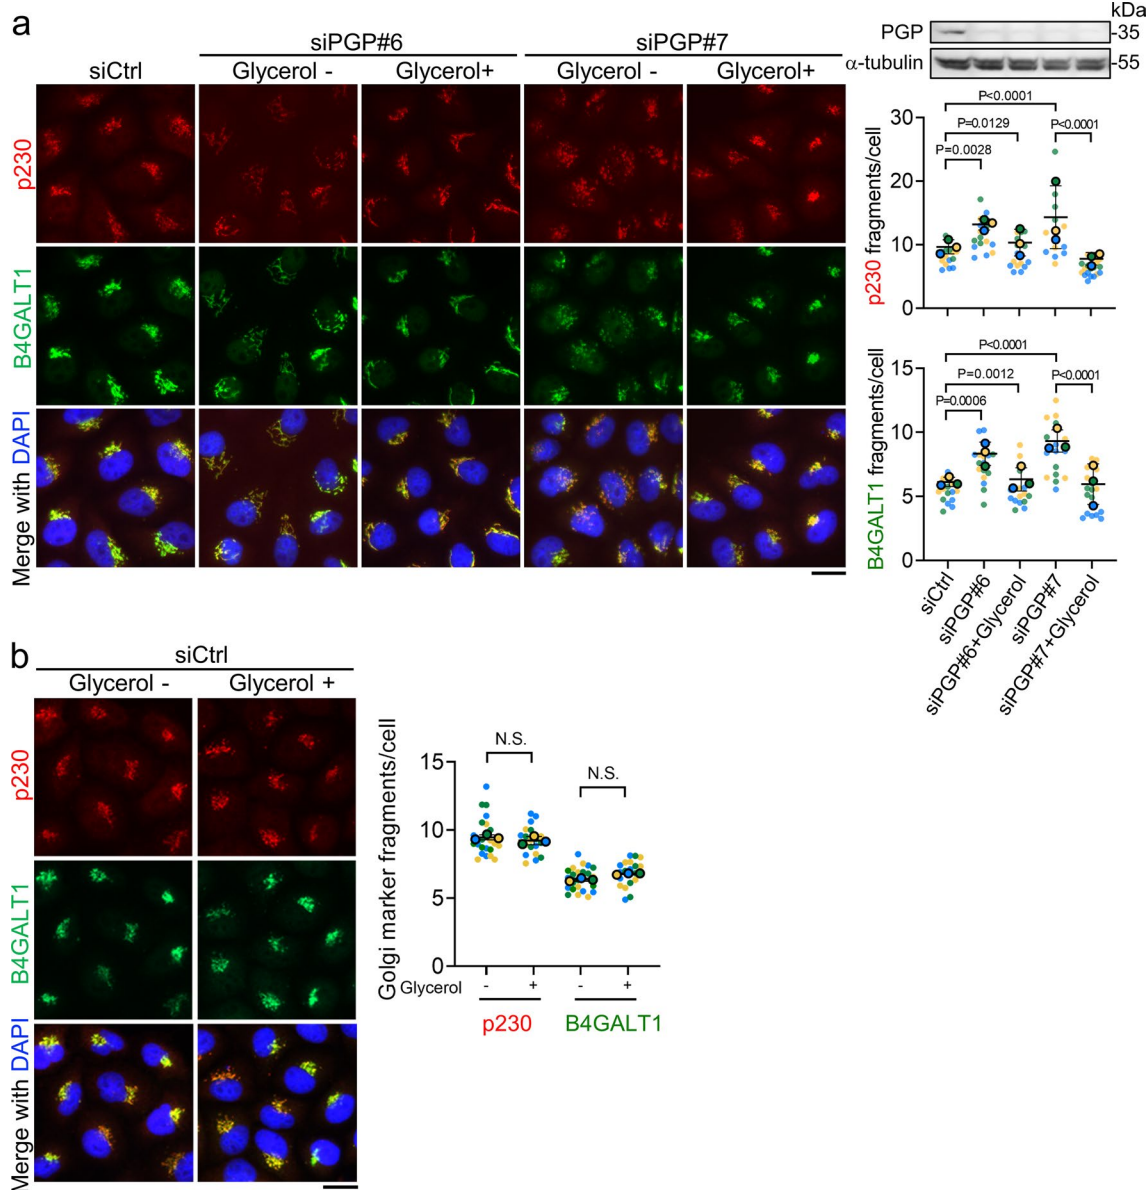 a
siPGP#6
siPGP#7
siCtrl
Glycerol -
Glycerol+
Glycerol -
Glycerol+
p230
B4GALT1
Merge with DAPI
kDa
PGP
-35
α-tubulin
-55
p230 fragments/cell
30
20
10
0
P<0.0001
P=0.0129
P<0.0001
P=0.0028
B4GALT1 fragments/cell
15
10
5
0
P<0.0001
P=0.0012
P<0.0001
P=0.0006
siCtrl
siPGP#6
siPGP#6+Glycerol
siPGP#7
siPGP#7+Glycerol
b
siCtrl
Glycerol -
Glycerol +
p230
B4GALT1
Merge with DAPI
Golgi marker fragments/cell
15
10
5
0
N.S.
N.S.
Glycerol - + - +
p230 B4GALT1